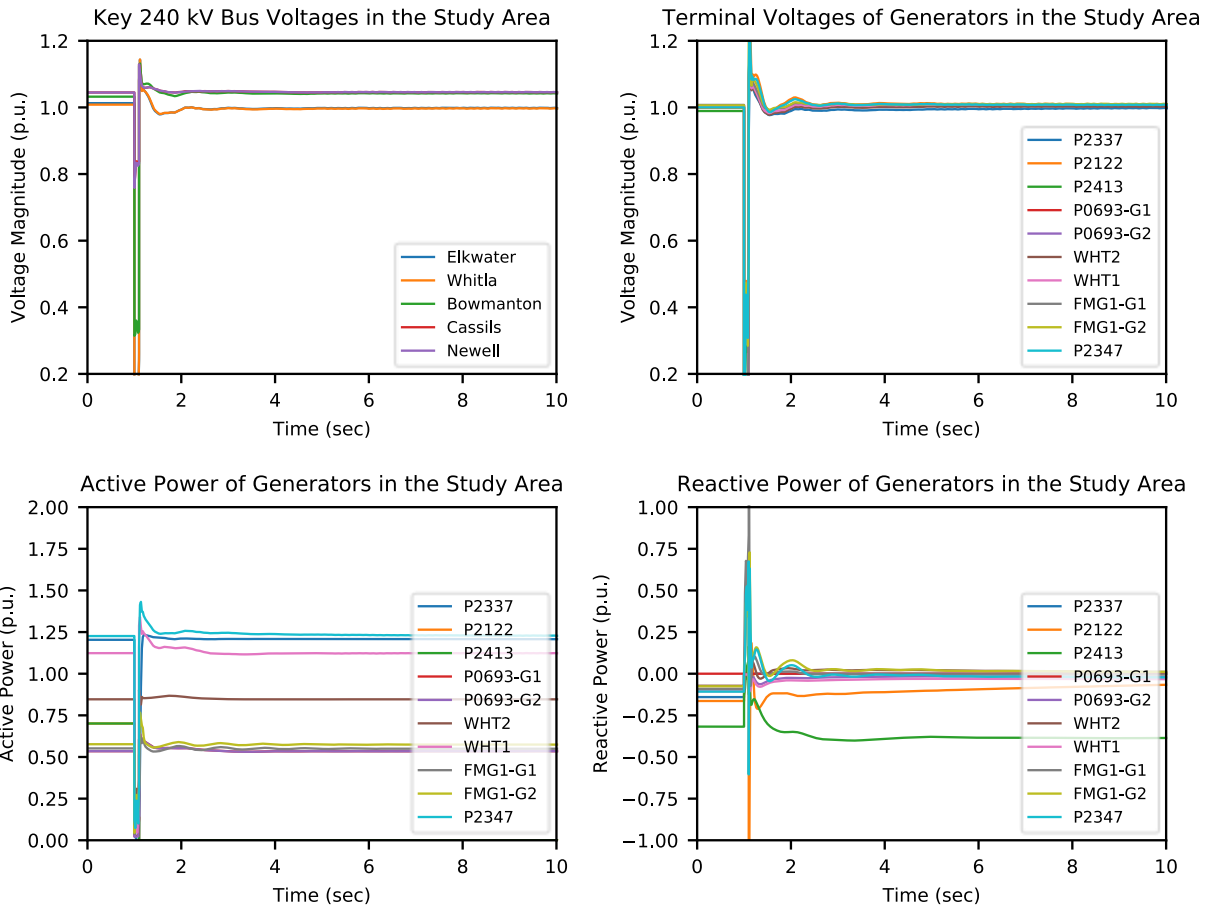 Key 240 kV Bus Voltages in the Study Area
1.2
1.0
0.8
0.6
0.4
0.2
Voltage Magnitude (p.u.)
Elkwater
Whitla
Bowmanton
Cassils
Newell
0 2 4 6 8 10
Time (sec)
Terminal Voltages of Generators in the Study Area
1.2
1.0
0.8
0.6
0.4
0.2
Voltage Magnitude (p.u.)
P2337
P2122
P2413
P0693-G1
P0693-G2
WHT2
WHT1
FMG1-G1
FMG1-G2
P2347
0 2 4 6 8 10
Time (sec)
Active Power of Generators in the Study Area
2.00
1.75
1.50
1.25
1.00
0.75
0.50
0.25
0.00
Active Power (p.u.)
P2337
P2122
P2413
P0693-G1
P0693-G2
WHT2
WHT1
FMG1-G1
FMG1-G2
P2347
0 2 4 6 8 10
Time (sec)
Reactive Power of Generators in the Study Area
1.00
0.75
0.50
0.25
0.00
−0.25
−0.50
−0.75
−1.00
Reactive Power (p.u.)
P2337
P2122
P2413
P0693-G1
P0693-G2
WHT2
WHT1
FMG1-G1
FMG1-G2
P2347
0 2 4 6 8 10
Time (sec)